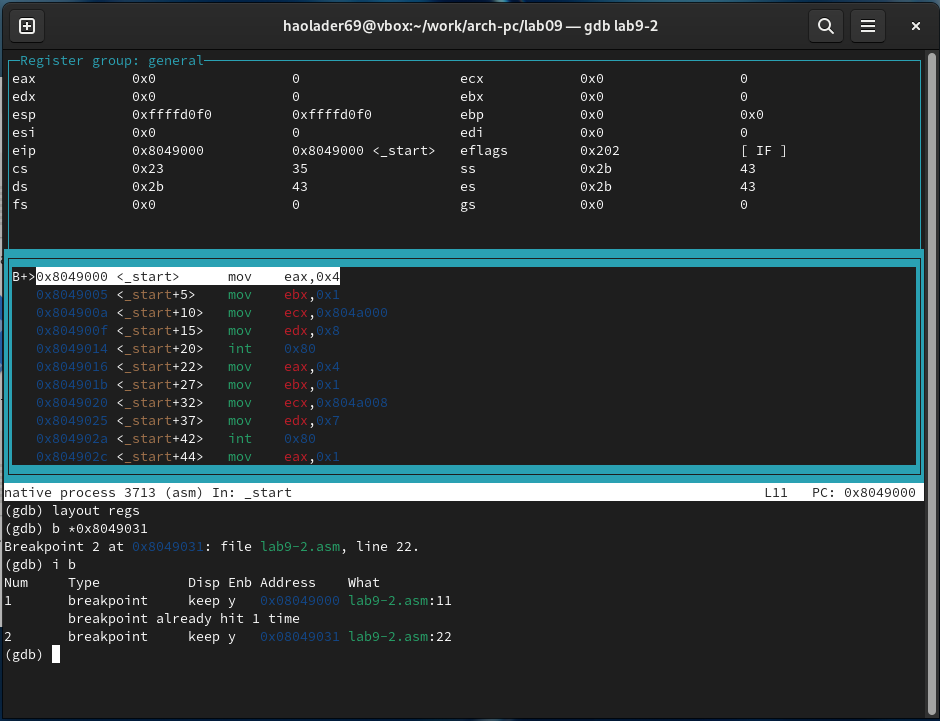 haolader69@vbox:~/work/arch-pc/lab09 — gdb lab9-2
Register group: general
eax 0x0 0 ecx 0x0 0
edx 0x0 0 ebx 0x0 0
esp 0xffffd0f0 0xffffd0f0 ebp 0x0 0x0
esi 0x0 0 edi 0x0 0
eip 0x8049000 0x8049000 <_start> eflags 0x202 [ IF ]
cs 0x23 35 ss 0x2b 43
ds 0x2b 43 es 0x2b 43
fs 0x0 0 gs 0x0 0
B+>0x8049000 <_start> mov eax,0x4
0x8049005 <_start+5> mov ebx,0x1
0x804900a <_start+10> mov ecx,0x804a000
0x804900f <_start+15> mov edx,0x8
0x8049014 <_start+20> int 0x80
0x8049016 <_start+22> mov eax,0x4
0x804901b <_start+27> mov ebx,0x1
0x8049020 <_start+32> mov ecx,0x804a008
0x8049025 <_start+37> mov edx,0x7
0x804902a <_start+42> int 0x80
0x804902c <_start+44> mov eax,0x1
native process 3713 (asm) In: _start L11 PC: 0x8049000
(gdb) layout regs
(gdb) b *0x8049031
Breakpoint 2 at 0x8049031: file lab9-2.asm, line 22.
(gdb) i b
Num Type Disp Enb Address What
1 breakpoint keep y 0x08049000 lab9-2.asm:11
breakpoint already hit 1 time
2 breakpoint keep y 0x08049031 lab9-2.asm:22
(gdb)